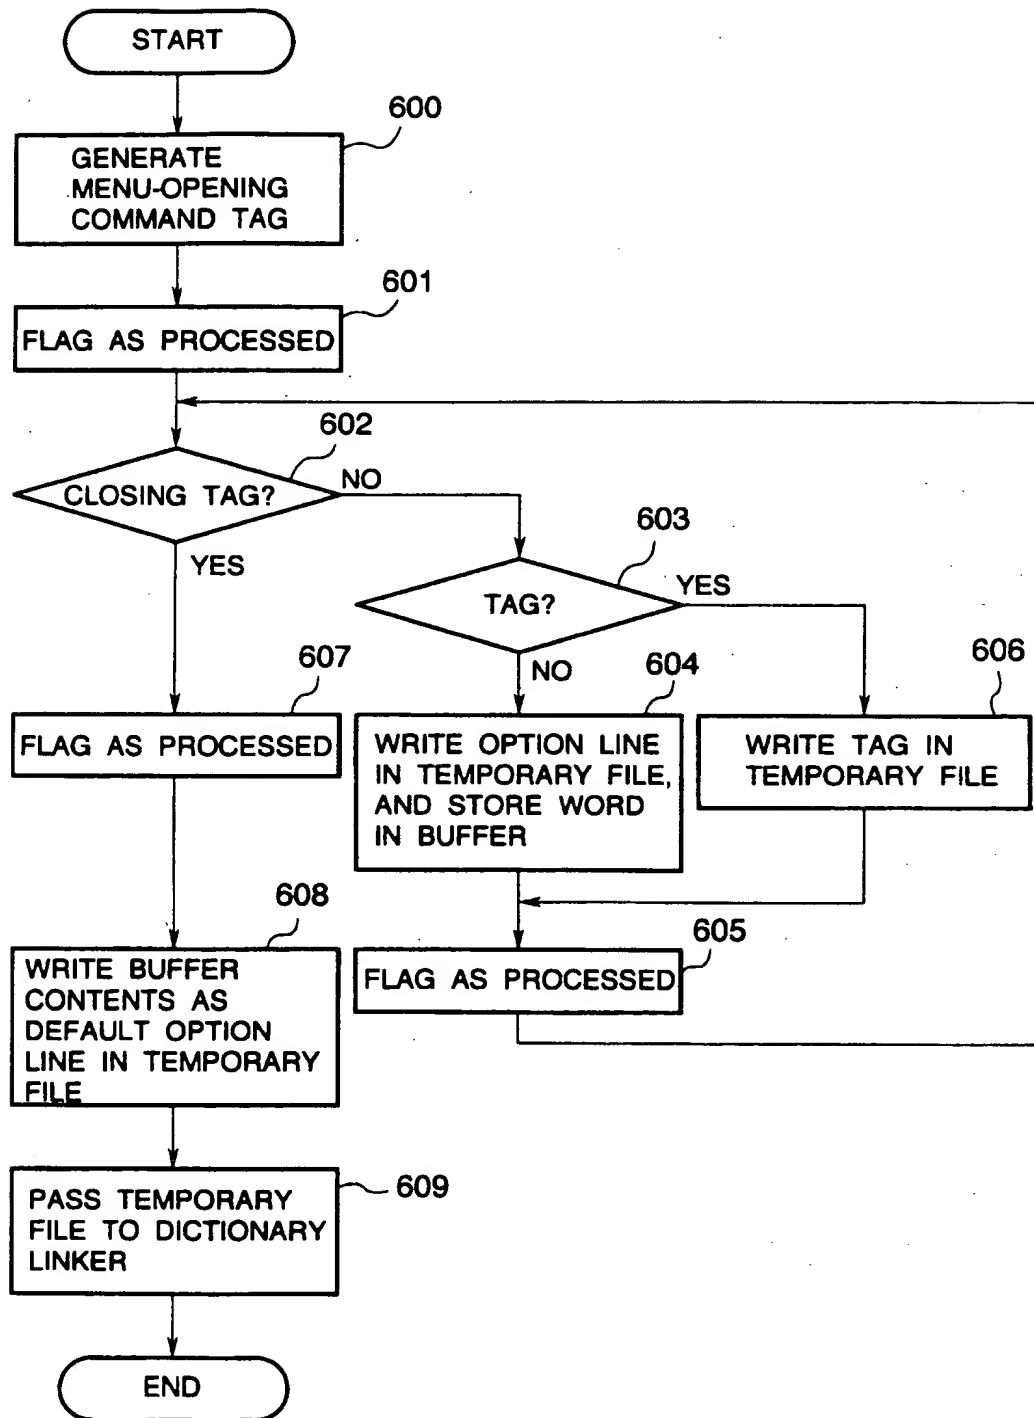 START
600
GENERATE
MENU-OPENING
COMMAND TAG
601
FLAG AS PROCESSED
602
CLOSING TAG?
NO
YES
603
TAG?
YES
NO
607
FLAG AS PROCESSED
604
WRITE OPTION LINE
IN TEMPORARY FILE,
AND STORE WORD
IN BUFFER
606
WRITE TAG IN
TEMPORARY FILE
608
WRITE BUFFER
CONTENTS AS
DEFAULT OPTION
LINE IN TEMPORARY
FILE
605
FLAG AS PROCESSED
609
PASS TEMPORARY
FILE TO DICTIONARY
LINKER
END